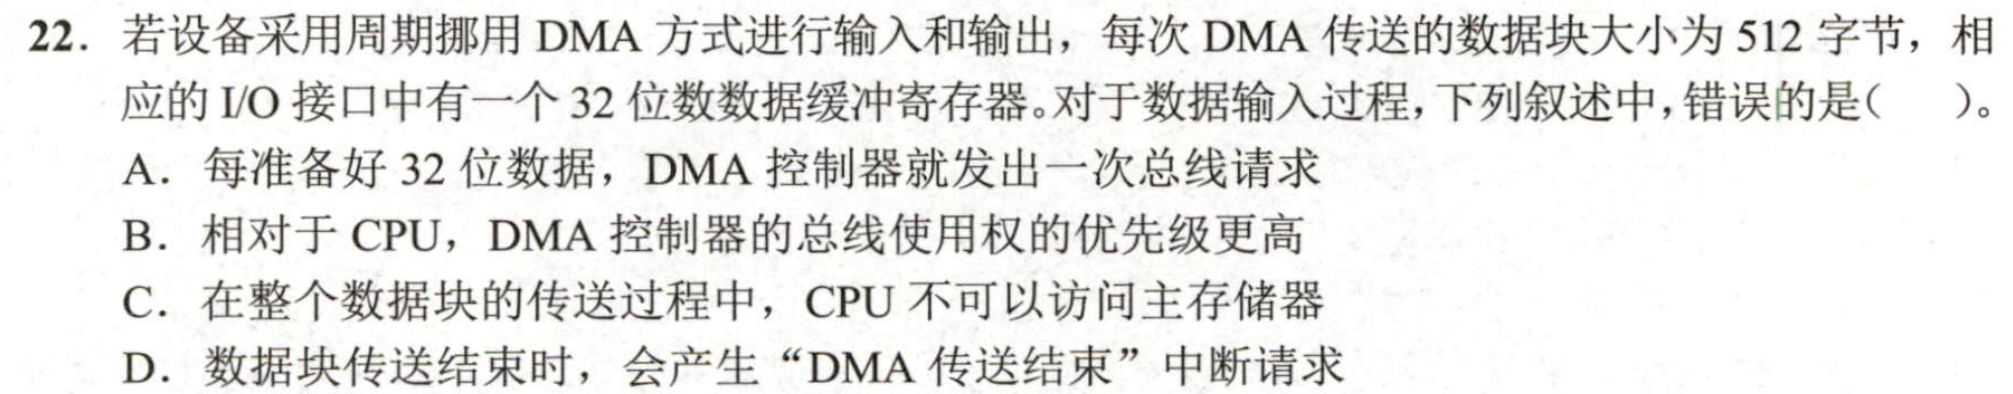 22. 若设备采用周期挪用 DMA 方式进行输入和输出，每次 DMA 传送的数据块大小为 512 字节，相
应的 I/O 接口中有一个 32 位数数据缓冲寄存器。对于数据输入过程，下列叙述中，错误的是(　　)。
A. 每准备好 32 位数据，DMA 控制器就发出一次总线请求
B. 相对于 CPU，DMA 控制器的总线使用权的优先级更高
C. 在整个数据块的传送过程中，CPU 不可以访问主存储器
D. 数据块传送结束时，会产生“DMA 传送结束”中断请求